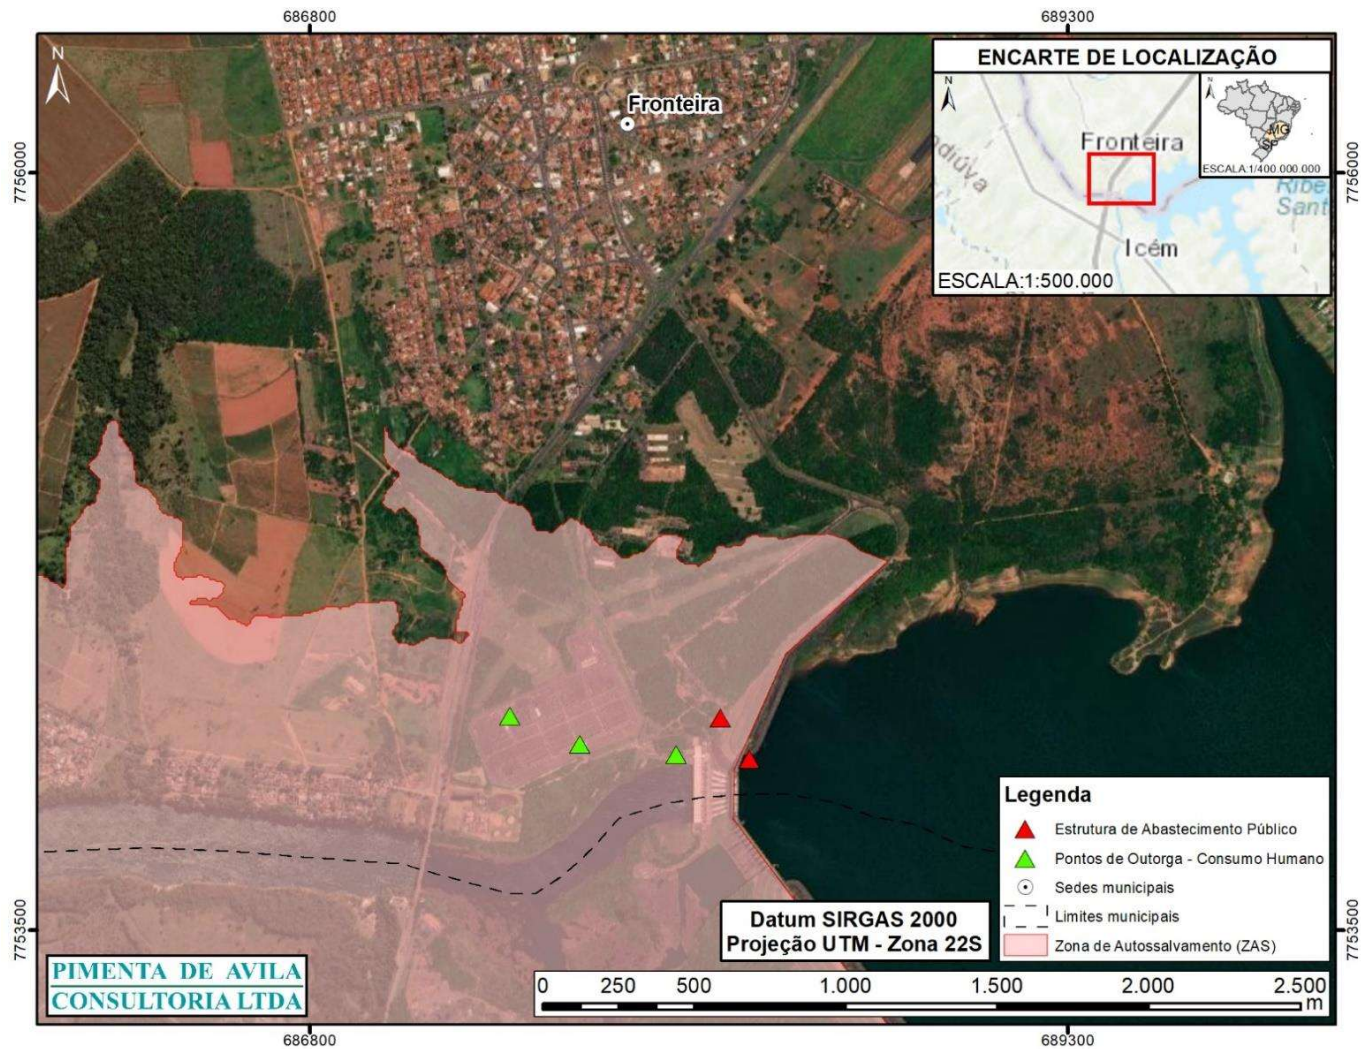 686800
689300
7756000
7756000
N
Fronteira
ENCARTE DE LOCALIZAÇÃO
N
Fronteira
Icém
ESCALA:1:500.000
N
MG
SP
ESCALA:1/400.000.000
Legenda
Estrutura de Abastecimento Público
Pontos de Outorga - Consumo Humano
Sedes municipais
Limites municipais
Zona de Autossalvamento (ZAS)
7753500
7753500
Datum SIRGAS 2000
Projeção UTM - Zona 22S
PIMENTA DE AVILA
CONSULTORIA LTDA
0 250 500 1.000 1.500 2.000 2.500
m
686800
689300